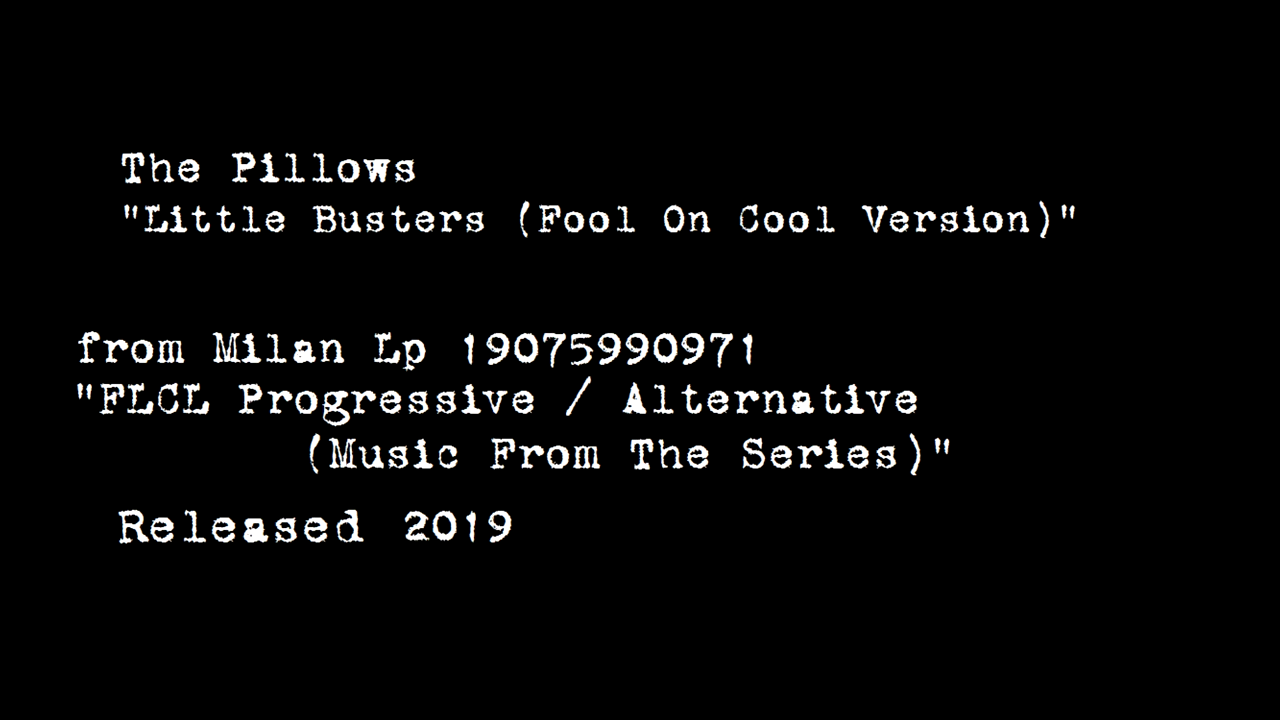 The Pillows
"Little Busters (Fool On Cool Version)"
from Milan Lp 19075990971
"FLCL Progressive / Alternative
(Music From The Series)"
Released 2019